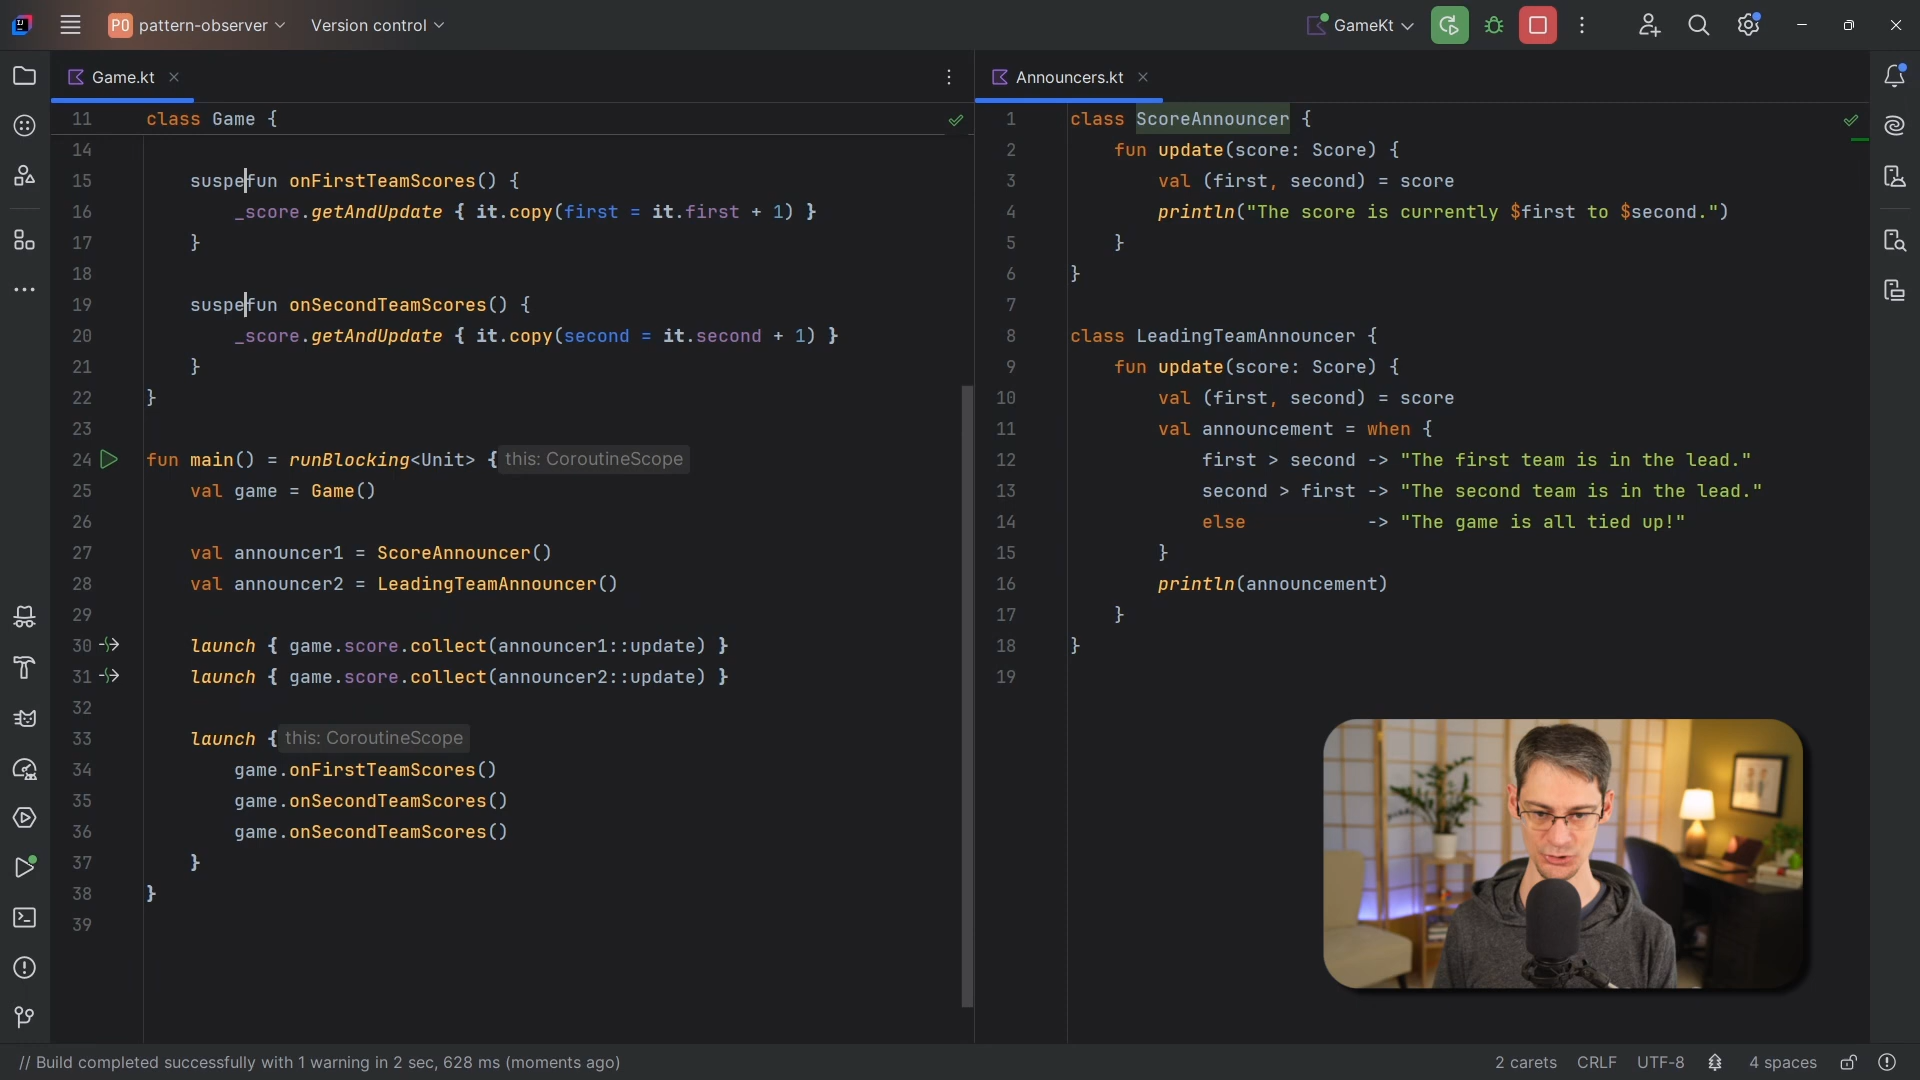 PO pattern-observer Version control GameKt
Game.kt
11 class Game {
14
15 suspefun onFirstTeamScores() {
16 _score.getAndUpdate { it.copy(first = it.first + 1) }
17 }
18
19 suspefun onSecondTeamScores() {
20 _score.getAndUpdate { it.copy(second = it.second + 1) }
21 }
22 }
23
24 fun main() = runBlocking<Unit> { this: CoroutineScope
25 val game = Game()
26
27 val announcer1 = ScoreAnnouncer()
28 val announcer2 = LeadingTeamAnnouncer()
29
30 launch { game.score.collect(announcer1::update) }
31 launch { game.score.collect(announcer2::update) }
32
33 launch { this: CoroutineScope
34 game.onFirstTeamScores()
35 game.onSecondTeamScores()
36 game.onSecondTeamScores()
37 }
38 }
39
Announcers.kt
1 class ScoreAnnouncer {
2 fun update(score: Score) {
3 val (first, second) = score
4 println("The score is currently $first to $second.")
5 }
6 }
7
8 class LeadingTeamAnnouncer {
9 fun update(score: Score) {
10 val (first, second) = score
11 val announcement = when {
12 first > second -> "The first team is in the lead."
13 second > first -> "The second team is in the lead."
14 else -> "The game is all tied up!"
15 }
16 println(announcement)
17 }
18 }
19
// Build completed successfully with 1 warning in 2 sec, 628 ms (moments ago)
2 carets CRLF UTF-8 4 spaces